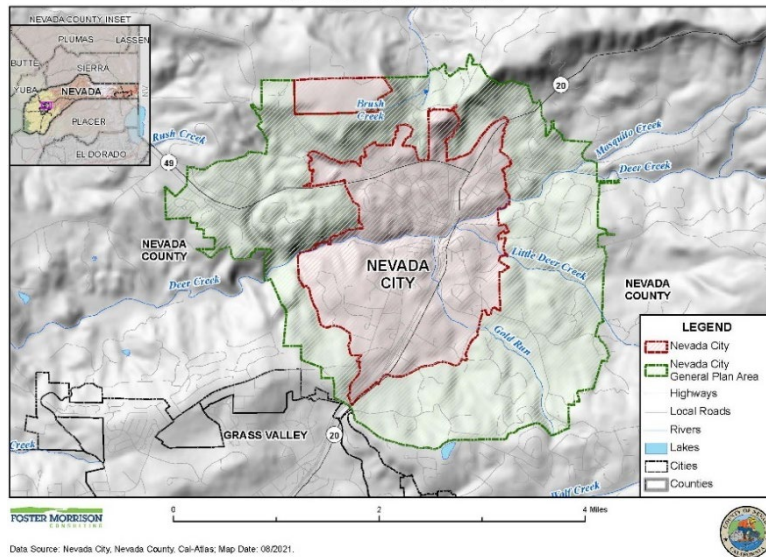 NEVADA COUNTY INSET
PLUMAS
LASSEN
BUTTE
SIERRA
YUBA
NEVADA
NV
PLACER
EL DORADO
20
Brush
Creek
Rush Creek
49
Mosquito Creek
Deer Creek
NEVADA
COUNTY
NEVADA
CITY
Little Deer Creek
NEVADA
COUNTY
Deer Creek
Gold Run
GRASS VALLEY
20
Creek
Wolf Creek
LEGEND
Nevada City
Nevada City
General Plan Area
Highways
Local Roads
Rivers
Lakes
Cities
Counties
FOSTER MORRISON
CONSULTING
0 2 4
Miles
Data Source: Nevada City, Nevada County, Cal-Atlas; Map Date: 08/2021.